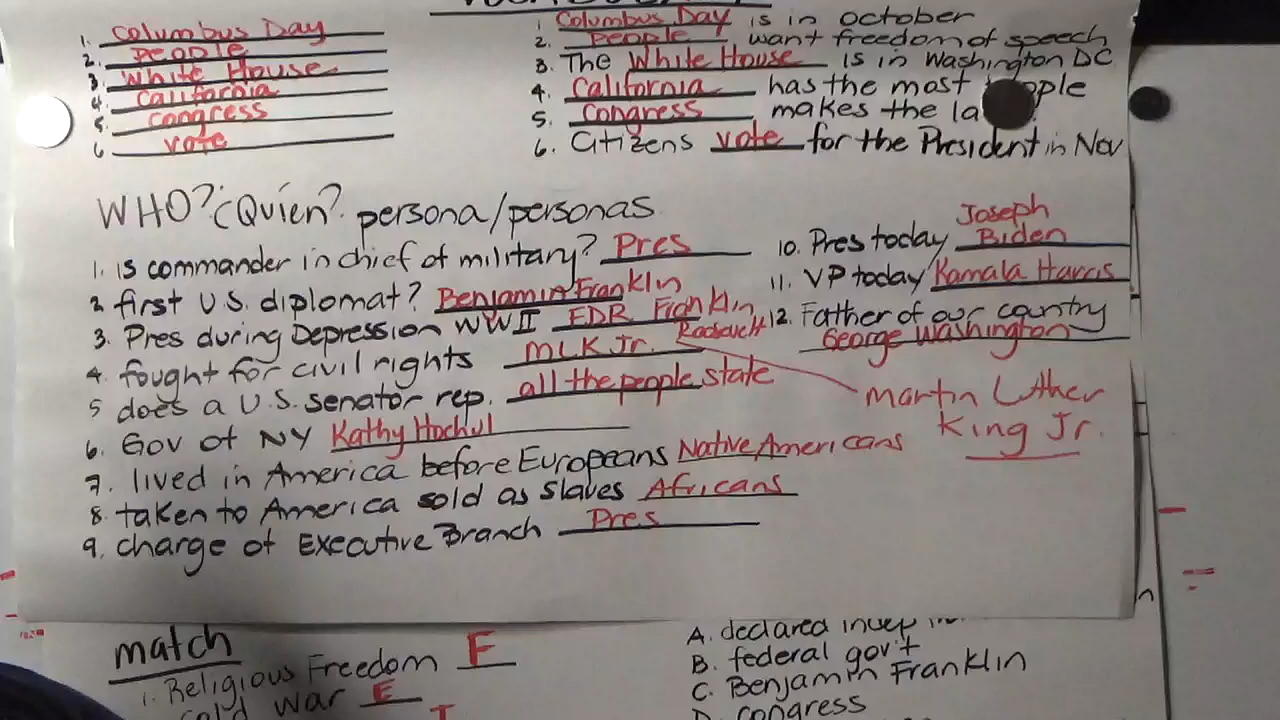 1. Columbus Day
2. people
3. White House
4. California
5. Congress
6 vote
1. Columbus Day is in october
2. people want freedom of speech
3. The White House is in Washington DC
4. California has the most
5. Congress makes the
6. Citizens vote for the President in Nov
WHO? ¿Quíen? persona/personas
1. is commander in chief of military? Pres
2 first U.S. diplomat? Benjamin Franklin
3. Pres during Depression WWII FDR Franklin Roosevelt
4. fought for civil rights MLK Jr.
Martin Luther
King Jr.
5 does a U.S. senator rep. all the people state
6. Gov of NY Kathy Hochul
7. lived in America before Europeans Native Americans
8. taken to America sold as slaves Africans
9. charge of Executive Branch Pres
10. Pres today Joseph
Biden
11. VP today Kamala Harris
12. Father of our country
George Washington
match
1. Religious Freedom F
cold war E
A. declared
B. federal gov't
C. Benjamin Franklin
D. Congress